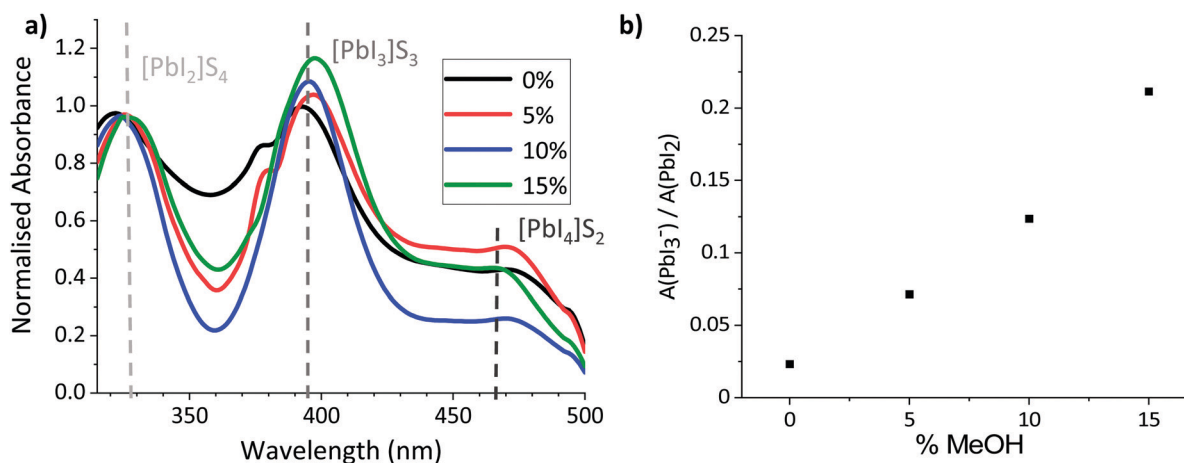 a)
[PbI₂]S₄
[PbI₃]S₃
[PbI₄]S₂
0%
5%
10%
15%
Normalised Absorbance
1.2
1.0
0.8
0.6
0.4
0.2
0.0
350
400
450
500
Wavelength (nm)
b)
A(PbI₃⁻) / A(PbI₂)
0.25
0.2
0.15
0.1
0.05
0
0
5
10
15
% MeOH